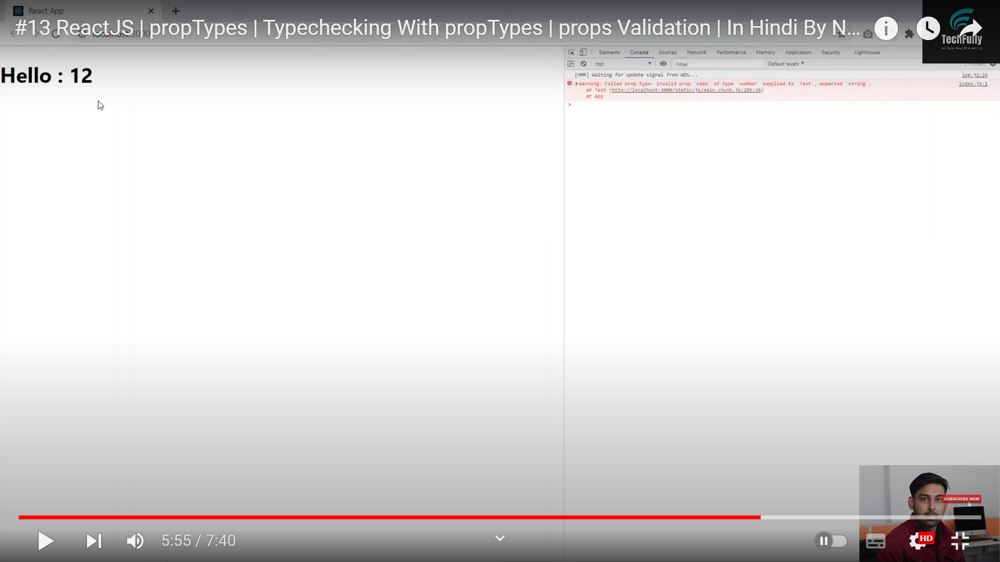 React App
#13 ReactJS | propTypes | Typechecking With propTypes | props Validation | In Hindi By N...
localhost:3000
TechFully
An Easy Way Of Learning
Elements Console Sources Network Performance Memory Application Security Lighthouse
top Filter Default levels 2 hidden
Hello : 12
[HMR] Waiting for update signal from WDS... log.js:24
Warning: Failed prop type: Invalid prop `name` of type `number` supplied to `Test`, expected `string`. index.js:1
at Test (http://localhost:3000/static/js/main.chunk.js:285:36)
at App
SUBSCRIBE NOW
5:55 / 7:40
HD